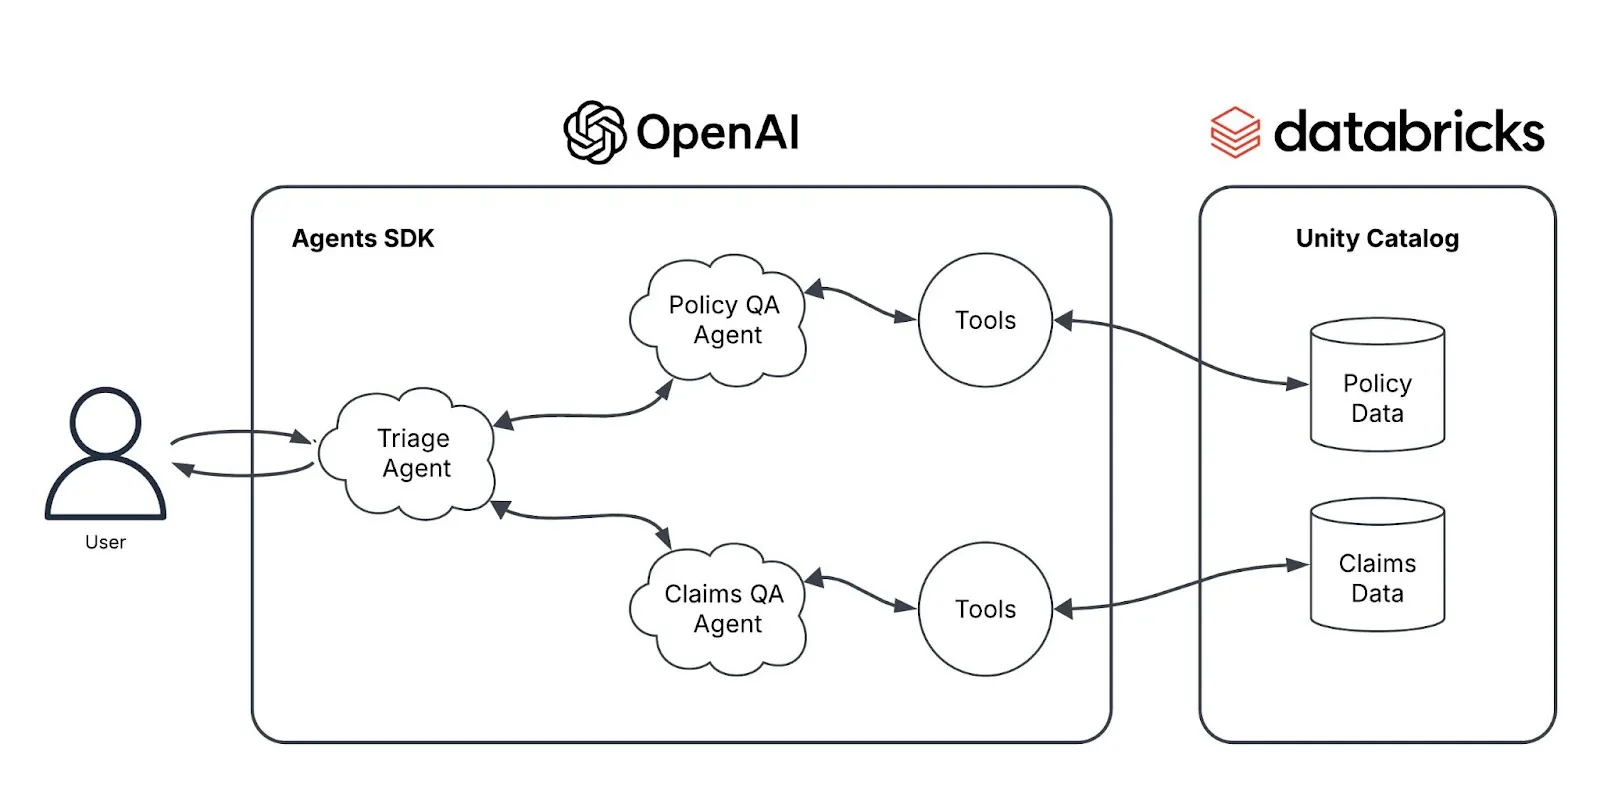 OpenAI
databricks
Agents SDK
Unity Catalog
Policy QA
Agent
Tools
Policy
Data
Triage
Agent
User
Claims QA
Agent
Tools
Claims
Data